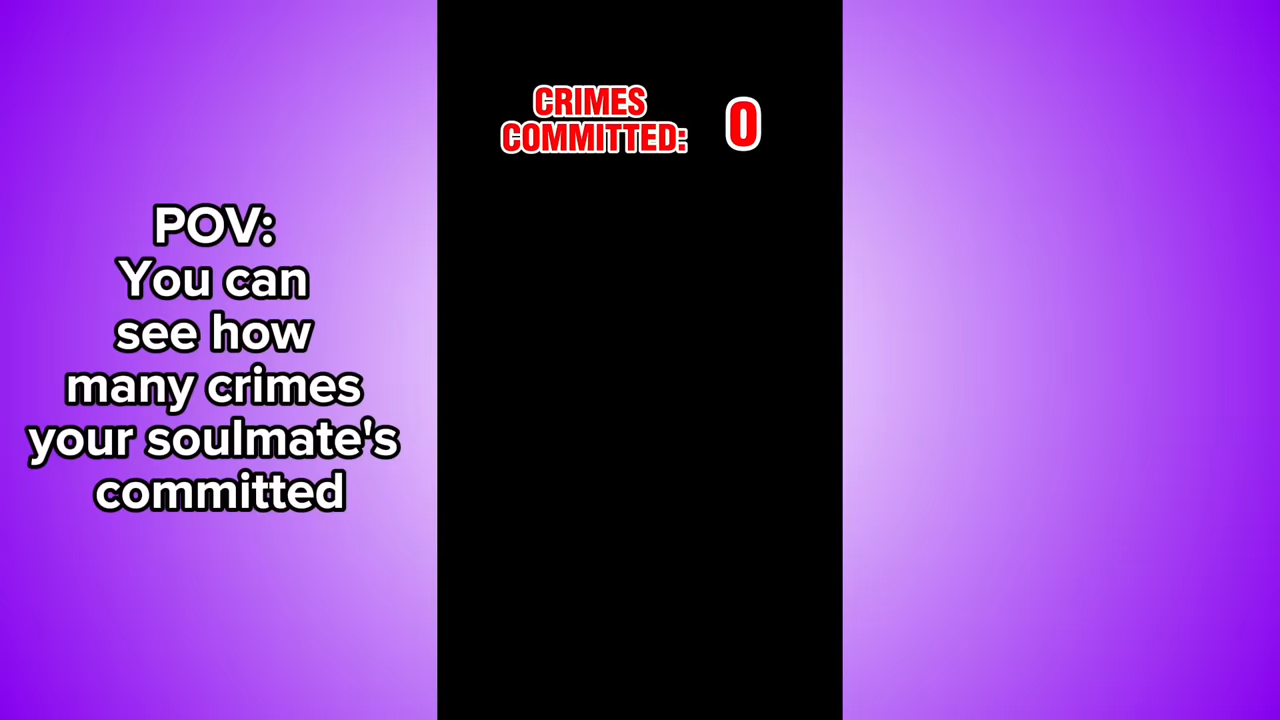 POV:
You can
see how
many crimes
your soulmate's
committed
CRIMES
COMMITTED:
0